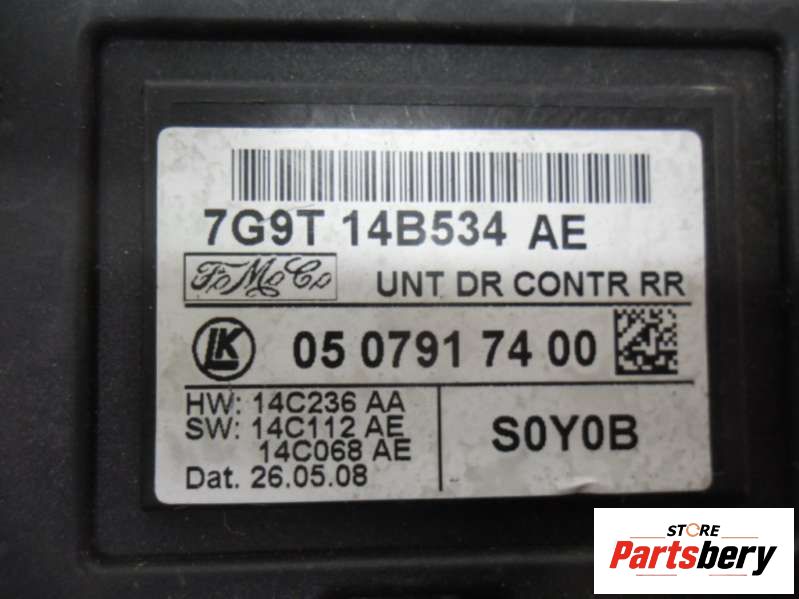 7G9T 14B534 AE
FoMoCo
UNT DR CONTR RR
LK
05 0791 74 00
HW: 14C236 AA
SW: 14C112 AE
14C068 AE
Dat. 26.05.08
S0Y0B
STORE
Partsbery